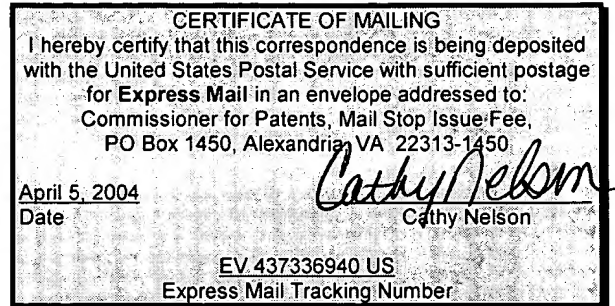 CERTIFICATE OF MAILING
I hereby certify that this correspondence is being deposited
with the United States Postal Service with sufficient postage
for Express Mail in an envelope addressed to:
Commissioner for Patents, Mail Stop Issue Fee,
PO Box 1450, Alexandria, VA 22313-1450
Cathy Nelson
April 5, 2004
Date Cathy Nelson
EV 437336940 US
Express Mail Tracking Number